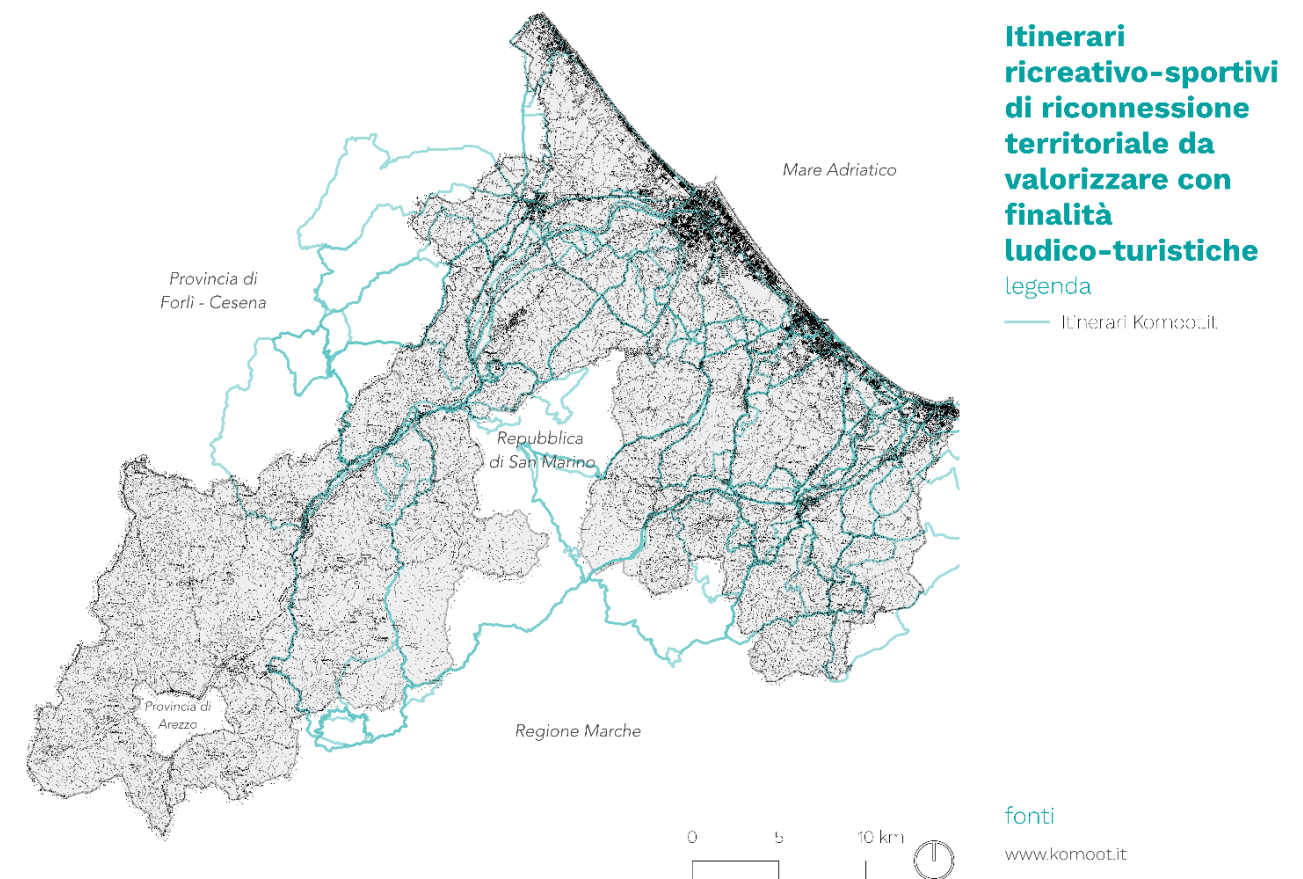 Itinerari
ricreativo-sportivi
di riconnessione
territoriale da
valorizzare con
finalità
ludico-turistiche
legenda
Itinerari Komoot.it
Mare Adriatico
Provincia di
Forlì - Cesena
Repubblica
di San Marino
Provincia di
Arezzo
Regione Marche
0 5 10 km
fonti
www.komoot.it